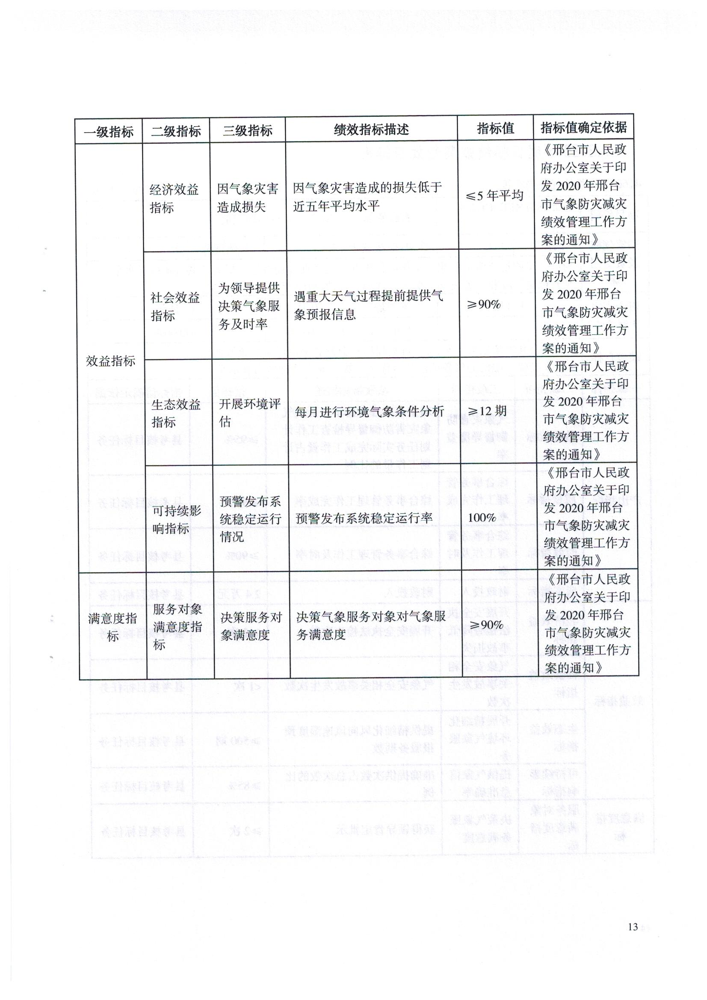 一级指标 二级指标 三级指标 绩效指标描述 指标值 指标值确定依据
效益指标
经济效益
指标
因气象灾害
造成损失
因气象灾害造成的损失低于
近五年平均水平
≤5 年平均
《邢台市人民政
府办公室关于印
发 2020 年邢台
市气象防灾减灾
绩效管理工作方
案的通知》
社会效益
指标
为领导提供
决策气象服
务及时率
遇重大天气过程提前提供气
象预报信息
≥90%
《邢台市人民政
府办公室关于印
发 2020 年邢台
市气象防灾减灾
绩效管理工作方
案的通知》
生态效益
指标
开展环境评
估
每月进行环境气象条件分析
≥12 期
《邢台市人民政
府办公室关于印
发 2020 年邢台
市气象防灾减灾
绩效管理工作方
案的通知》
可持续影
响指标
预警发布系
统稳定运行
情况
预警发布系统稳定运行率
100%
《邢台市人民政
府办公室关于印
发 2020 年邢台
市气象防灾减灾
绩效管理工作方
案的通知》
满意度指
标
服务对象
满意度指
标
决策服务对
象满意度
决策气象服务对象对气象服
务满意度
≥90%
《邢台市人民政
府办公室关于印
发 2020 年邢台
市气象防灾减灾
绩效管理工作方
案的通知》
13